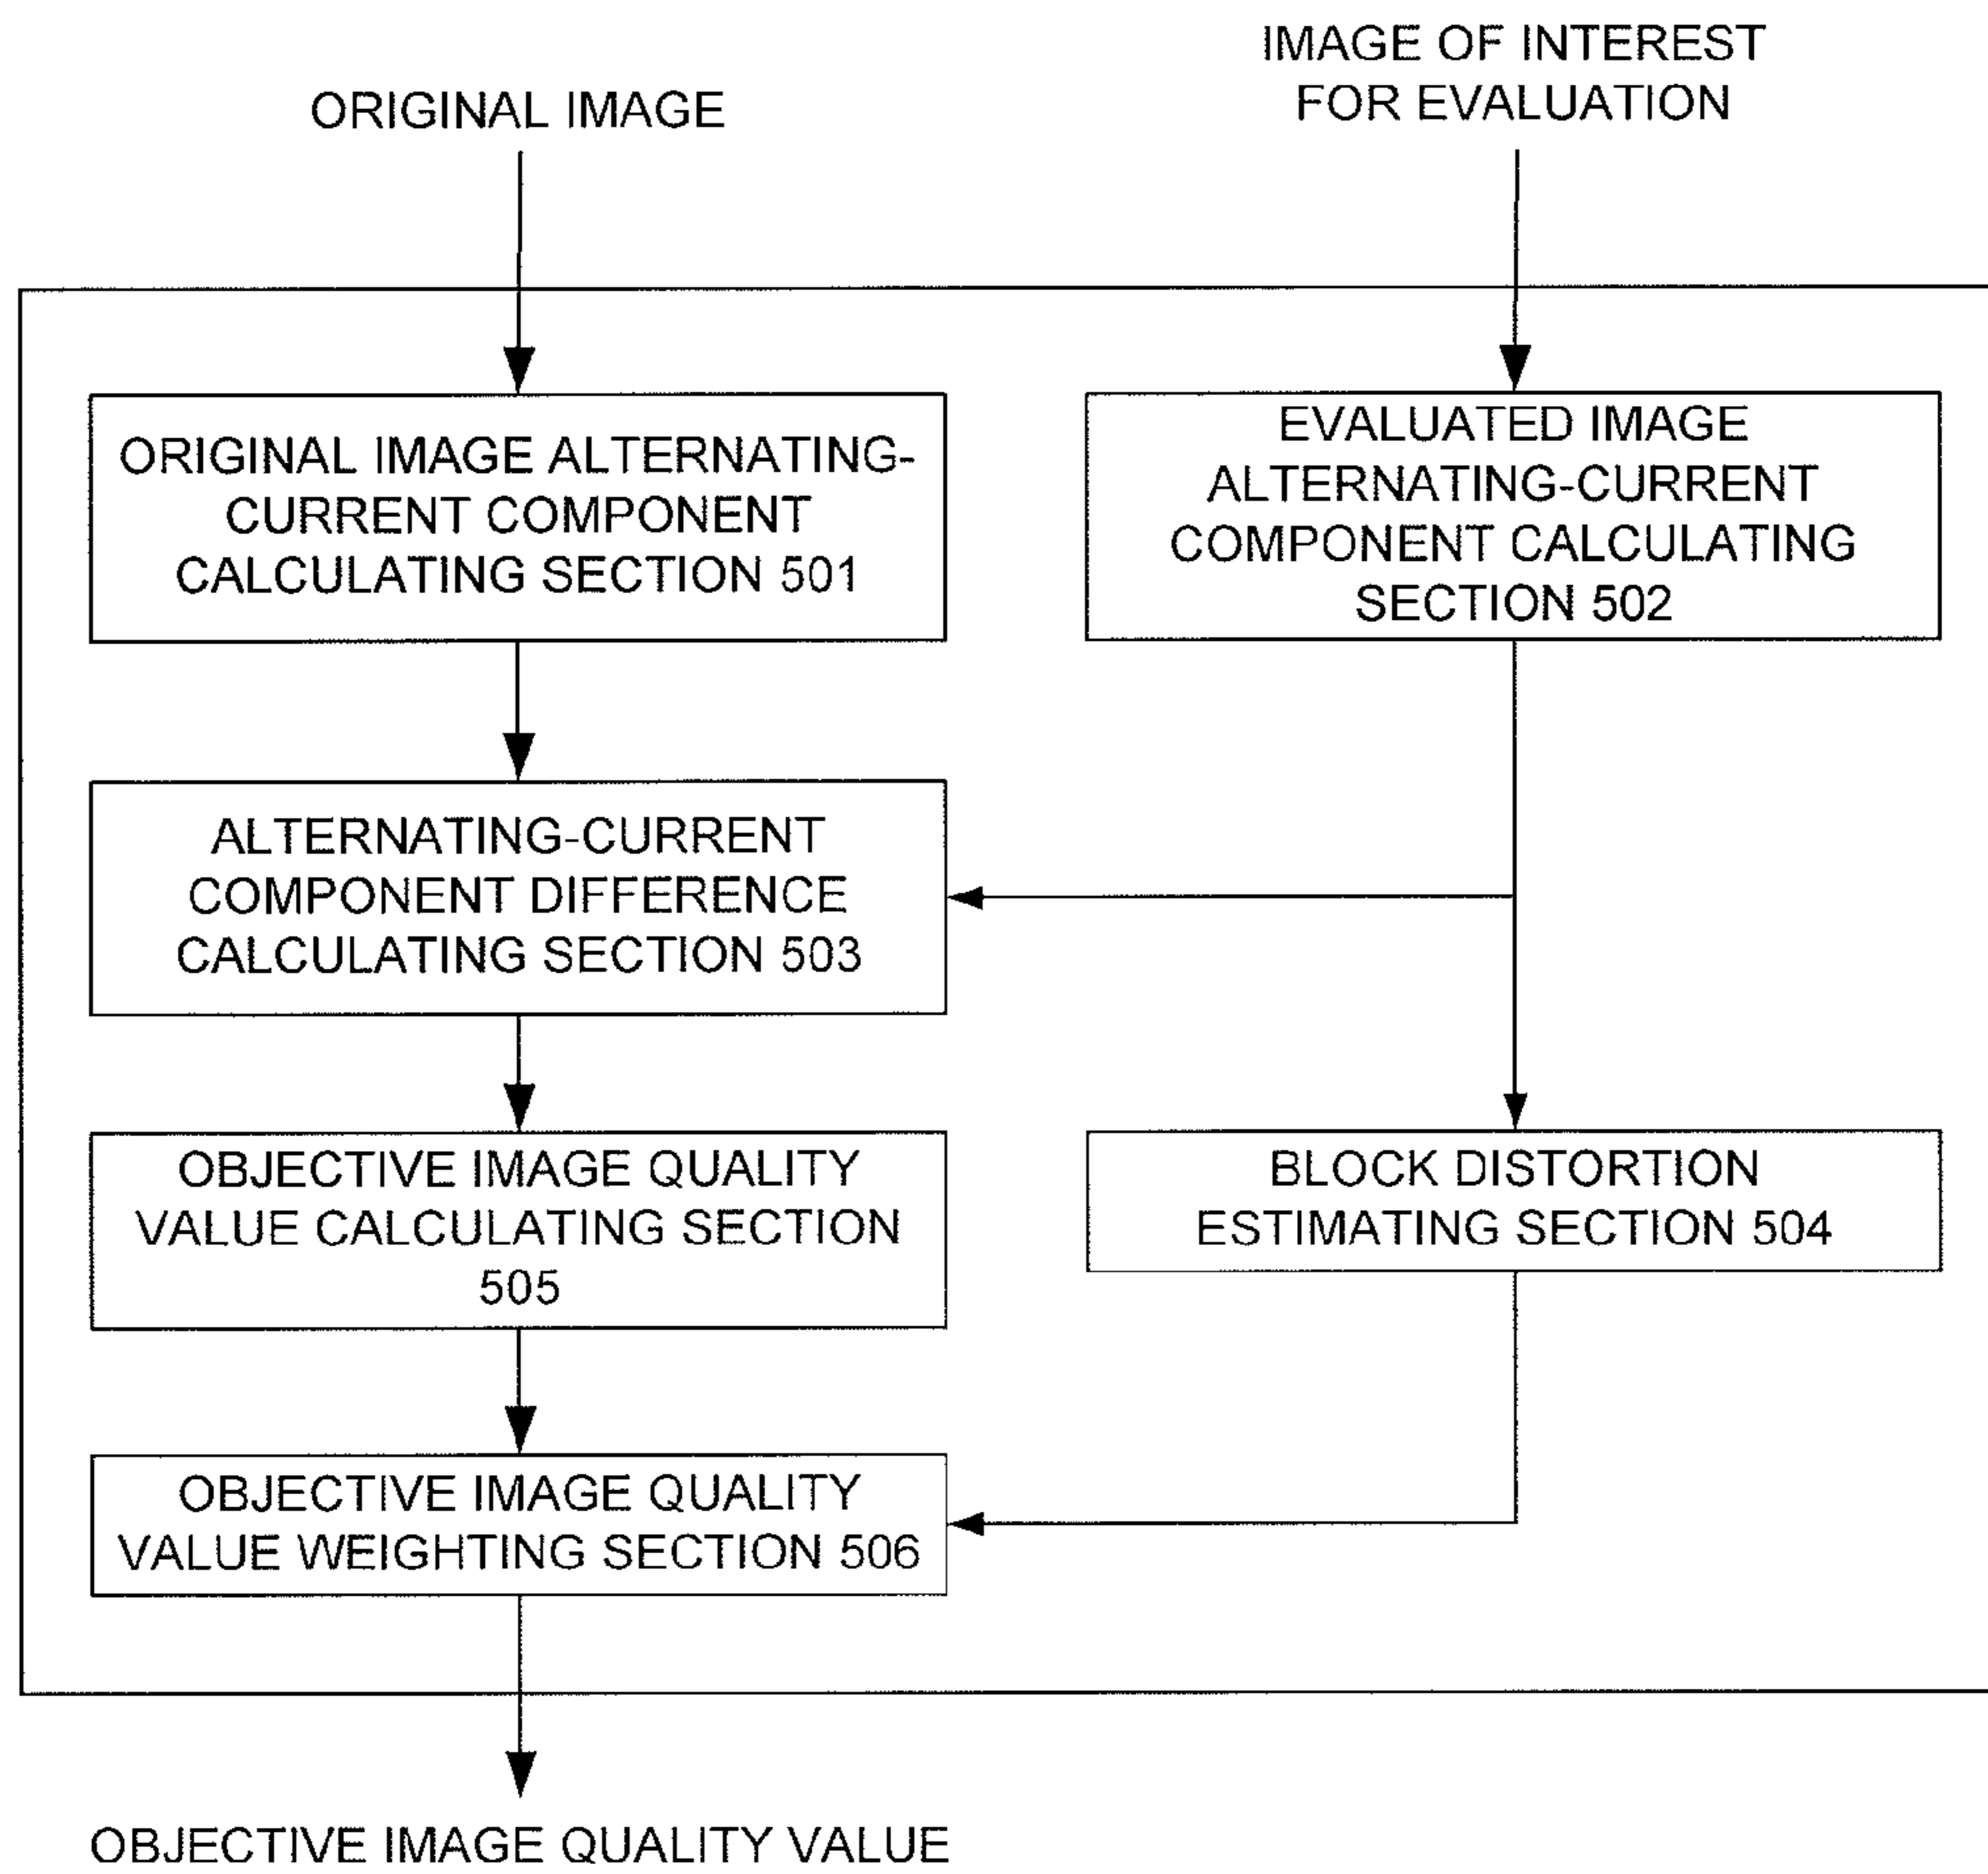 ORIGINAL IMAGE
IMAGE OF INTEREST
FOR EVALUATION
ORIGINAL IMAGE ALTERNATING-
CURRENT COMPONENT
CALCULATING SECTION 501
EVALUATED IMAGE
ALTERNATING-CURRENT
COMPONENT CALCULATING
SECTION 502
ALTERNATING-CURRENT
COMPONENT DIFFERENCE
CALCULATING SECTION 503
OBJECTIVE IMAGE QUALITY
VALUE CALCULATING SECTION
505
BLOCK DISTORTION
ESTIMATING SECTION 504
OBJECTIVE IMAGE QUALITY
VALUE WEIGHTING SECTION 506
OBJECTIVE IMAGE QUALITY VALUE